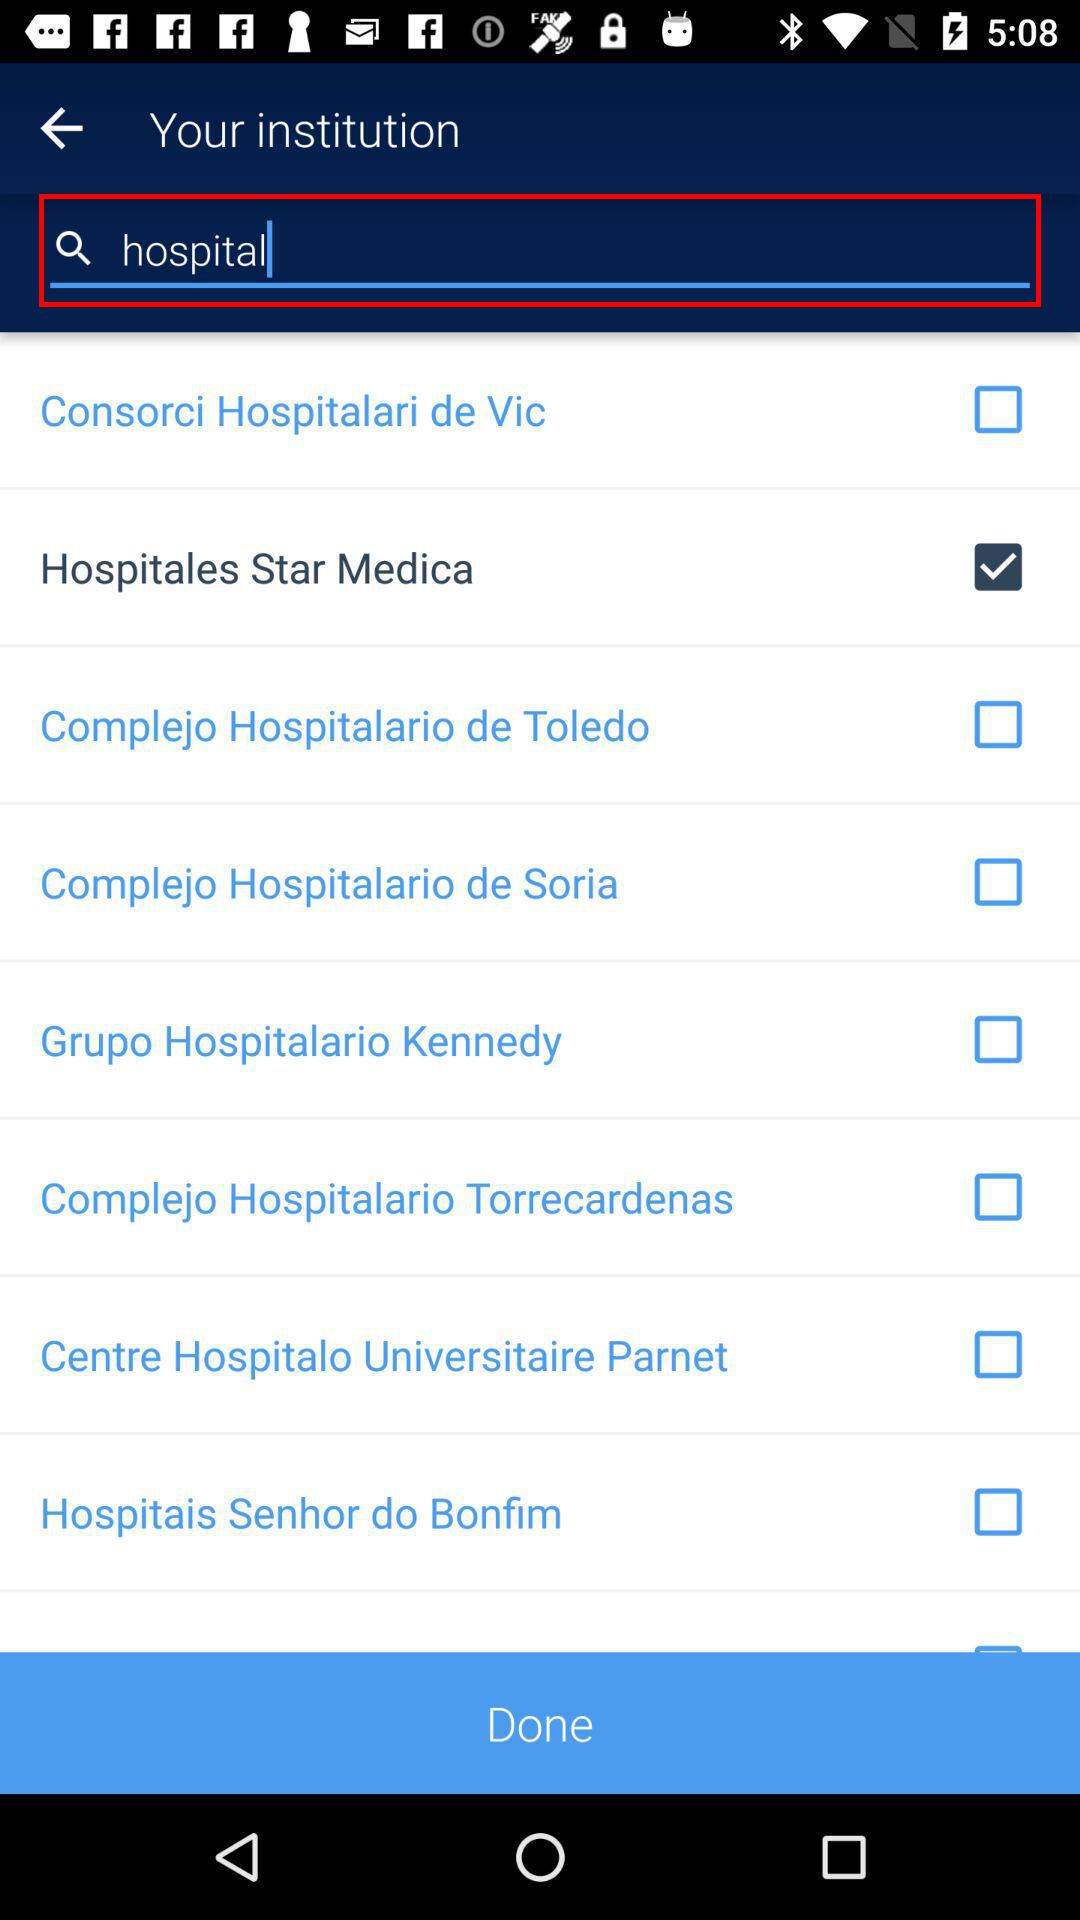 FAKE
5:08
Your institution
hospital
Consorci Hospitalari de Vic
Hospitales Star Medica
Complejo Hospitalario de Toledo
Complejo Hospitalario de Soria
Grupo Hospitalario Kennedy
Complejo Hospitalario Torrecardenas
Centre Hospitalo Universitaire Parnet
Hospitais Senhor do Bonfim
Done